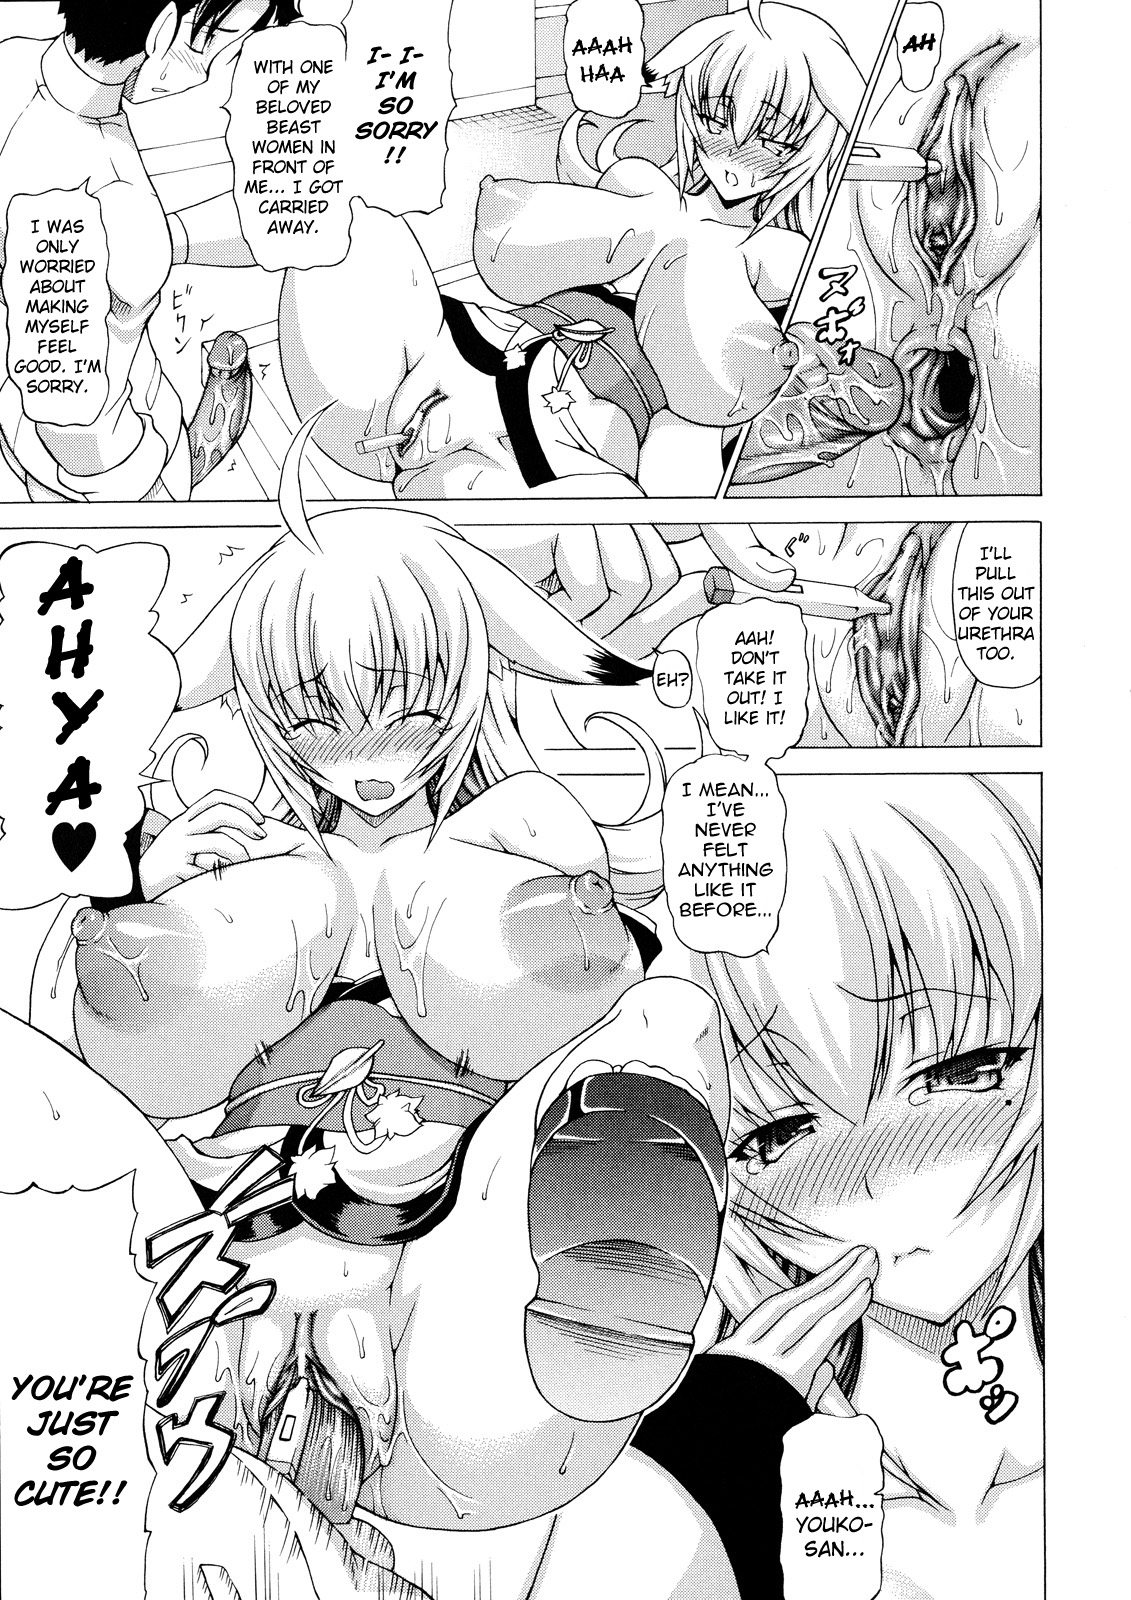 AH
AAAH
HAA
I- I-
I'M
SO
SORRY
!!
WITH ONE
OF MY
BELOVED
BEAST
WOMEN IN
FRONT OF
ME... I GOT
CARRIED
AWAY.
I WAS
ONLY
WORRIED
ABOUT
MAKING
MYSELF
FEEL
GOOD. I'M
SORRY.
I'LL
PULL
THIS OUT
OF YOUR
URETHRA
TOO.
AAH!
DON'T
TAKE IT
OUT! I
LIKE IT!
EH?
I MEAN...
I'VE
NEVER
FELT
ANYTHING
LIKE IT
BEFORE...
AAAH...
YOUKO-
SAN...
AHYA♥
YOU'RE
JUST
SO
CUTE!!
ズブウ